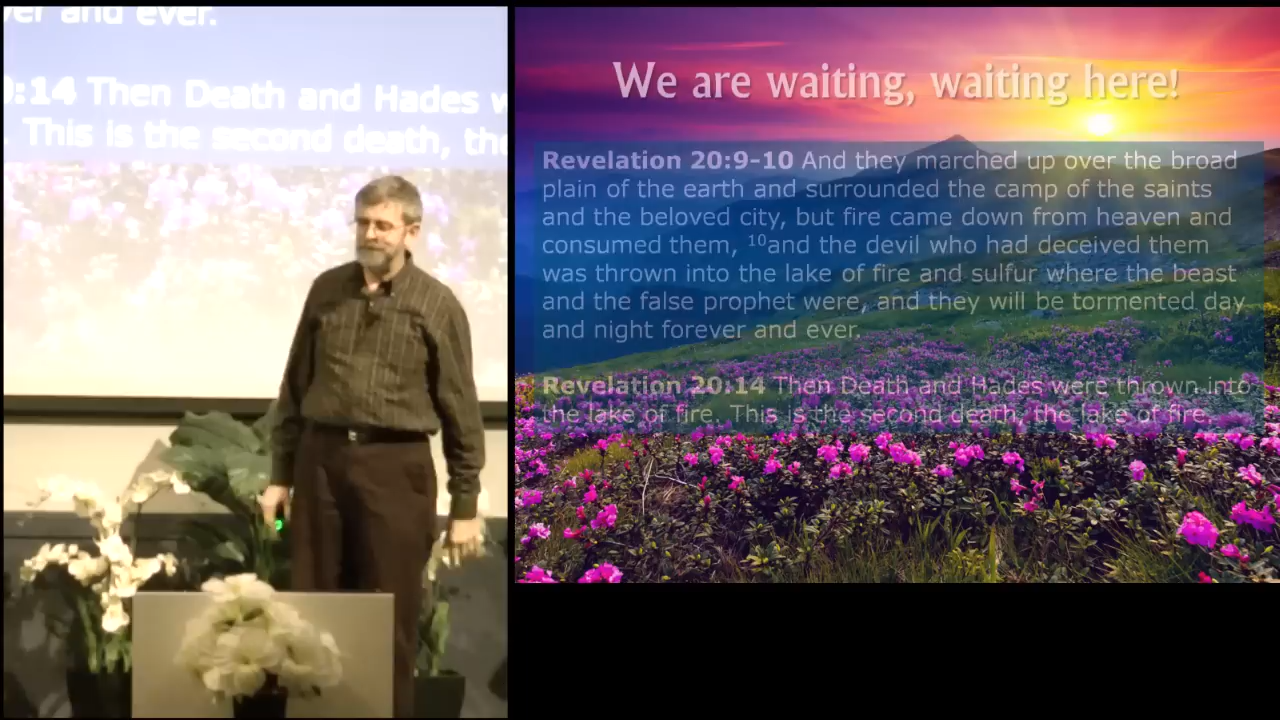 ver and ever.
0:14 Then Death and Hades w
. This is the second death, the
We are waiting, waiting here!
Revelation 20:9-10 And they marched up over the broad
plain of the earth and surrounded the camp of the saints
and the beloved city, but fire came down from heaven and
consumed them, ¹⁰and the devil who had deceived them
was thrown into the lake of fire and sulfur where the beast
and the false prophet were, and they will be tormented day
and night forever and ever.
Revelation 20:14 Then Death and Hades were thrown into
the lake of fire. This is the second death, the lake of fire.